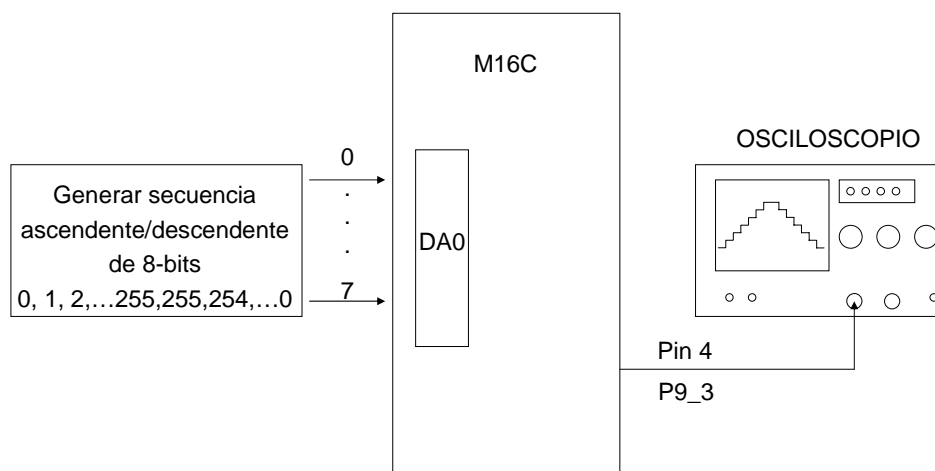 M16C
OSCILOSCOPIO
0
.
.
.
.
7
Generar secuencia
ascendente/descendente
de 8-bits
0, 1, 2,…255,255,254,…0
DA0
Pin 4
P9_3